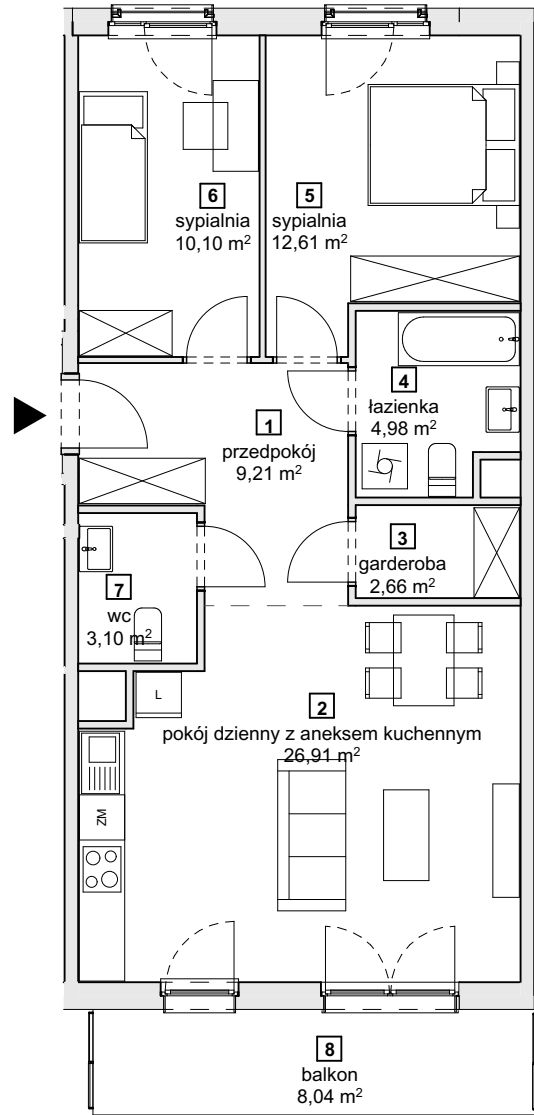 6
sypialnia
10,10 m²
5
sypialnia
12,61 m²
4
łazienka
4,98 m²
1
przedpokój
9,21 m²
3
garderoba
2,66 m²
7
wc
3,10 m²
L
2
pokój dzienny z aneksem kuchennym
26,91 m²
ZM
8
balkon
8,04 m²